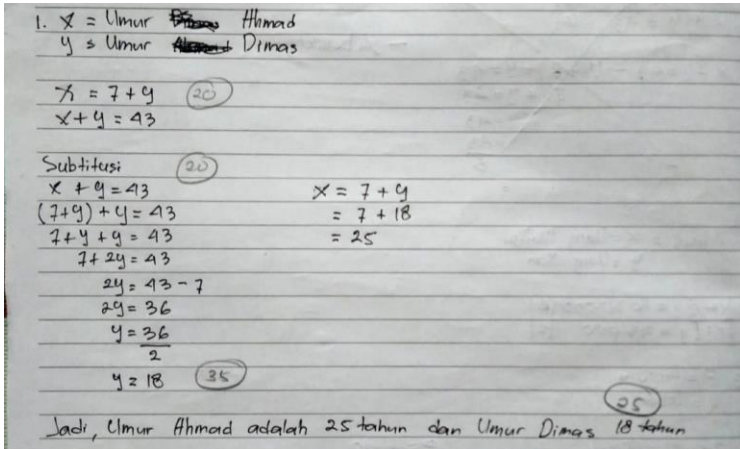 1. x = Umur Ahmad
y = Umur Dimas
x = 7 + y (20)
x + y = 43
Subtitusi (20)
x + y = 43
(7+y) + y = 43
7 + y + y = 43
7 + 2y = 43
2y = 43 - 7
2y = 36
y = 36
2
y = 18 (35)
x = 7 + y
= 7 + 18
= 25
(25)
Jadi, Umur Ahmad adalah 25 tahun dan Umur Dimas 18 tahun